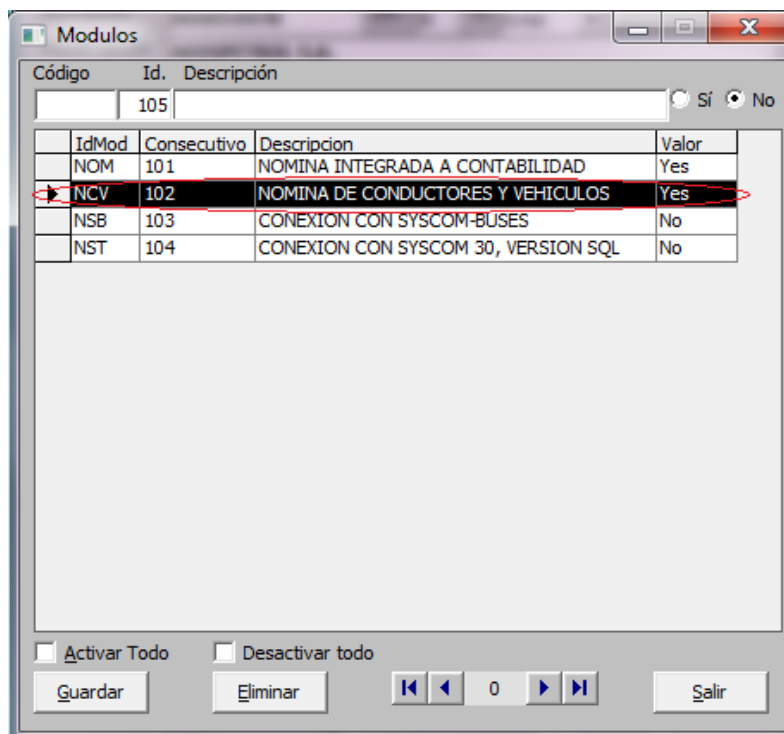 Modulos
Código Id. Descripción
105 Sí No
IdMod Consecutivo Descripcion Valor
NOM 101 NOMINA INTEGRADA A CONTABILIDAD Yes
NCV 102 NOMINA DE CONDUCTORES Y VEHICULOS Yes
NSB 103 CONEXION CON SYSCOM-BUSES No
NST 104 CONEXION CON SYSCOM 30, VERSION SQL No
Activar Todo Desactivar todo
Guardar Eliminar 0 Salir